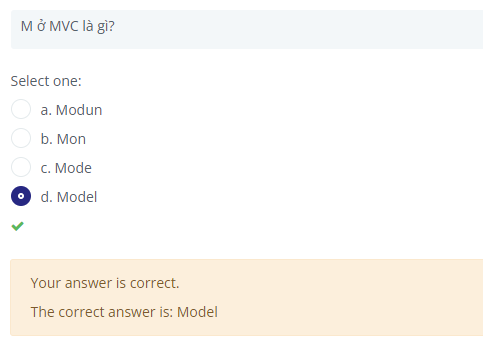 M ở MVC là gì?
Select one:
a. Modun
b. Mon
c. Mode
d. Model
Your answer is correct.
The correct answer is: Model